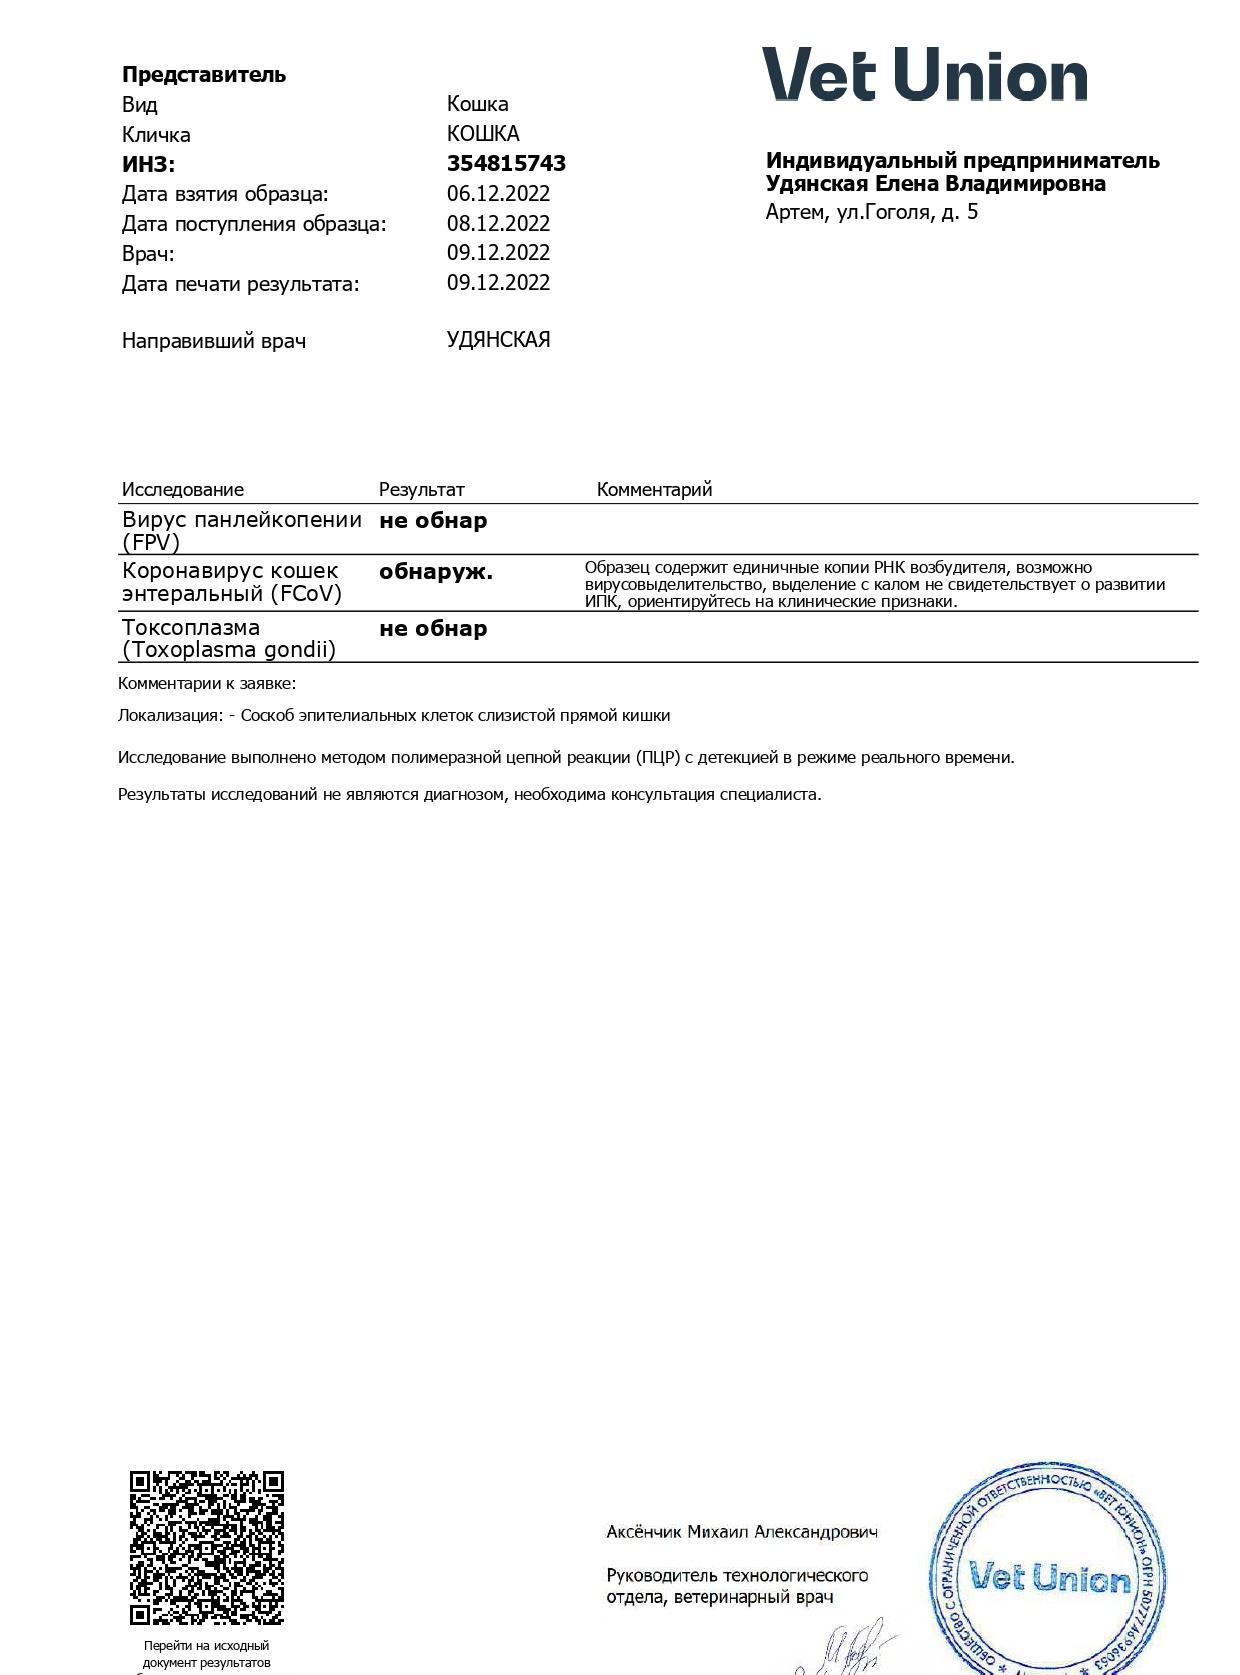 Vet Union
Представитель
Вид Кошка
Кличка КОШКА
ИНЗ: 354815743
Дата взятия образца: 06.12.2022
Дата поступления образца: 08.12.2022
Врач: 09.12.2022
Дата печати результата: 09.12.2022
Направивший врач УДЯНСКАЯ
Индивидуальный предприниматель
Удянская Елена Владимировна
Артем, ул.Гоголя, д. 5
Исследование Результат Комментарий
Вирус панлейкопении не обнар
(FPV)
Коронавирус кошек обнаруж.
энтеральный (FCoV)
Образец содержит единичные копии РНК возбудителя, возможно
вирусовыделительство, выделение с калом не свидетельствует о развитии
ИПК, ориентируйтесь на клинические признаки.
Токсоплазма не обнар
(Toxoplasma gondii)
Комментарии к заявке:
Локализация: - Соскоб эпителиальных клеток слизистой прямой кишки
Исследование выполнено методом полимеразной цепной реакции (ПЦР) с детекцией в режиме реального времени.
Результаты исследований не являются диагнозом, необходима консультация специалиста.
Перейти на исходный
документ результатов
Аксёнчик Михаил Александрович
Руководитель технологического
отдела, ветеринарный врач
ОБЩЕСТВО С ОГРАНИЧЕННОЙ ОТВЕТСТВЕННОСТЬЮ «ВЕТ ЮНИОН» ОГРН
Vet Union